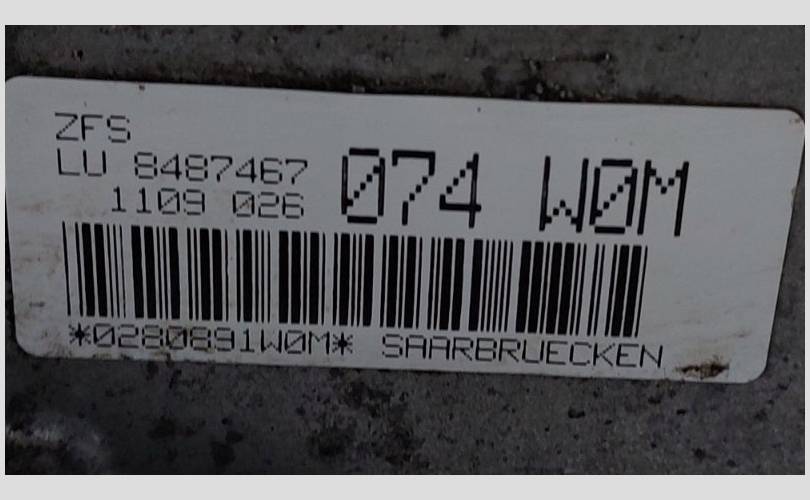 ZFS
LU 8487467
1109 026
074 W0M
*0280891W0M* SAARBRUECKEN